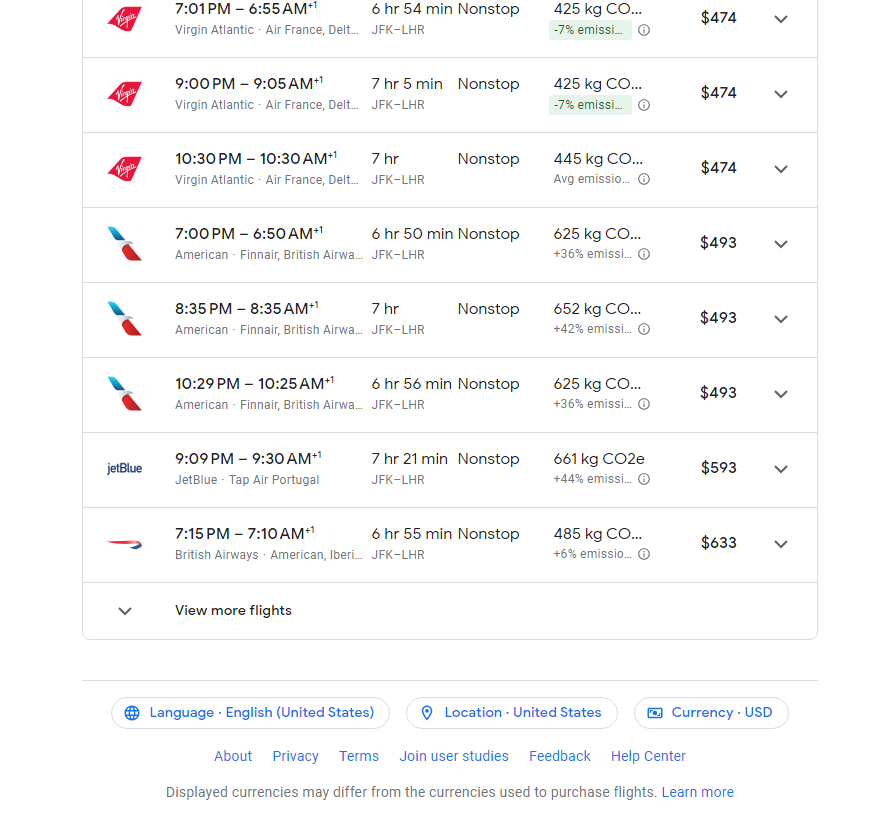 7:01 PM – 6:55 AM+1 6 hr 54 min Nonstop 425 kg CO... $474
Virgin Atlantic · Air France, Delt... JFK–LHR -7% emissi...
Virgin
9:00 PM – 9:05 AM+1 7 hr 5 min Nonstop 425 kg CO... $474
Virgin Atlantic · Air France, Delt... JFK–LHR -7% emissi...
Virgin
10:30 PM – 10:30 AM+1 7 hr Nonstop 445 kg CO... $474
Virgin Atlantic · Air France, Delt... JFK–LHR Avg emissio...
Virgin
7:00 PM – 6:50 AM+1 6 hr 50 min Nonstop 625 kg CO... $493
American · Finnair, British Airwa... JFK–LHR +36% emissi...
8:35 PM – 8:35 AM+1 7 hr Nonstop 652 kg CO... $493
American · Finnair, British Airwa... JFK–LHR +42% emissi...
10:29 PM – 10:25 AM+1 6 hr 56 min Nonstop 625 kg CO... $493
American · Finnair, British Airwa... JFK–LHR +36% emissi...
jetBlue 9:09 PM – 9:30 AM+1 7 hr 21 min Nonstop 661 kg CO2e $593
JetBlue · Tap Air Portugal JFK–LHR +44% emissi...
7:15 PM – 7:10 AM+1 6 hr 55 min Nonstop 485 kg CO... $633
British Airways · American, Iberi... JFK–LHR +6% emissio...
View more flights
Language · English (United States) Location · United States Currency · USD
About Privacy Terms Join user studies Feedback Help Center
Displayed currencies may differ from the currencies used to purchase flights. Learn more